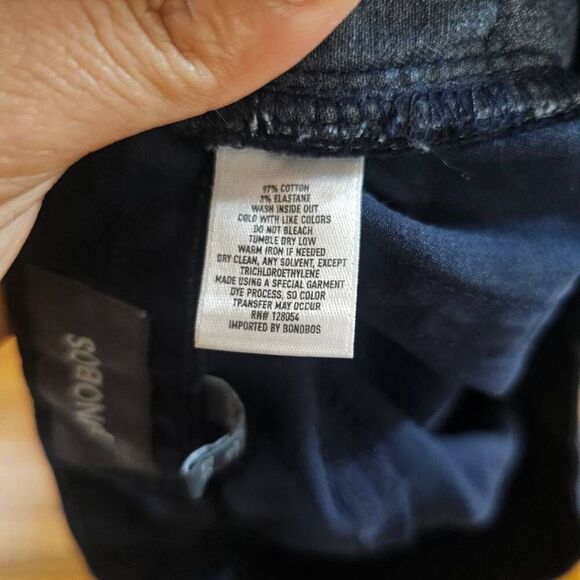 97% COTTON
3% ELASTANE
WASH INSIDE OUT
COLD WITH LIKE COLORS
DO NOT BLEACH
TUMBLE DRY LOW
WARM IRON IF NEEDED
DRY CLEAN, ANY SOLVENT, EXCEPT
TRICHLOROETHYLENE
MADE USING A SPECIAL GARMENT
DYE PROCESS, SO COLOR
TRANSFER MAY OCCUR
RN# 128054
IMPORTED BY BONOBOS
BONOBOS